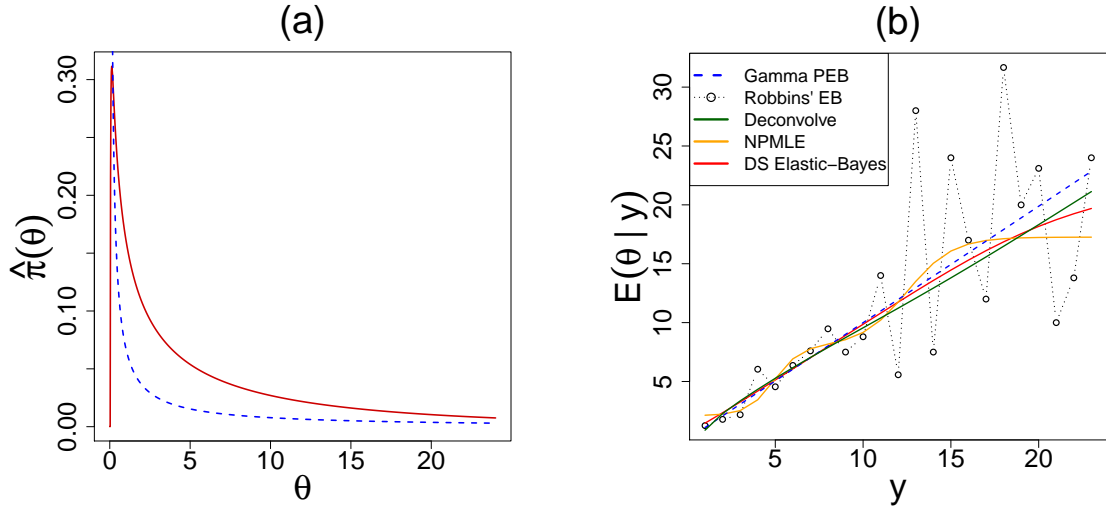 (a)
0.30
0.20
0.10
0.00
π̂(θ)
0
5
10
15
20
θ
(b)
Gamma PEB
Robbins' EB
Deconvolve
NPMLE
DS Elastic−Bayes
30
25
20
15
10
5
E(θ | y)
5
10
15
20
y